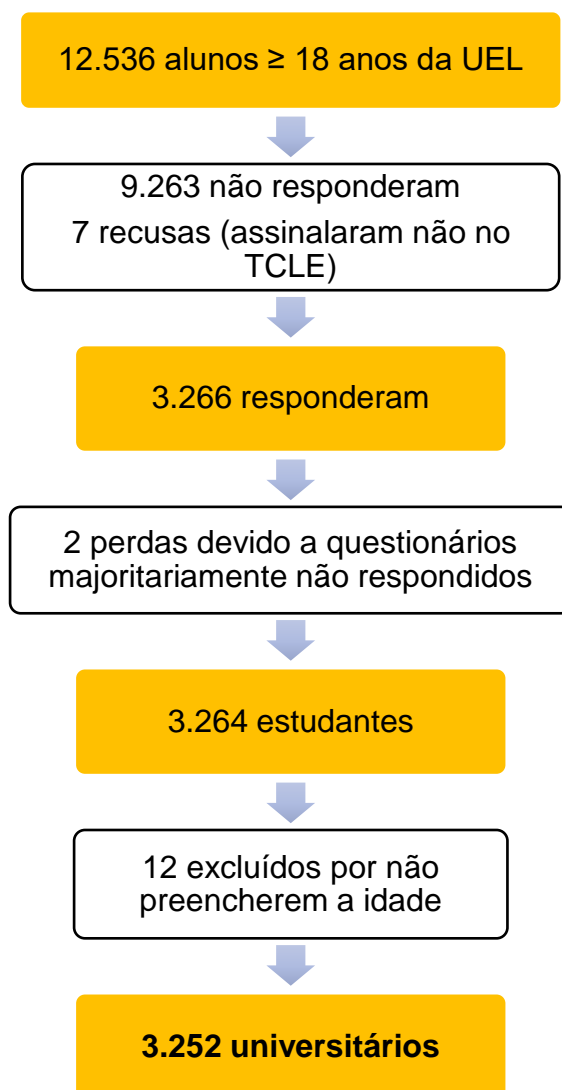 12.536 alunos ≥ 18 anos da UEL
9.263 não responderam
7 recusas (assinalaram não no
TCLE)
3.266 responderam
2 perdas devido a questionários
majoritariamente não respondidos
3.264 estudantes
12 excluídos por não
preencherem a idade
3.252 universitários